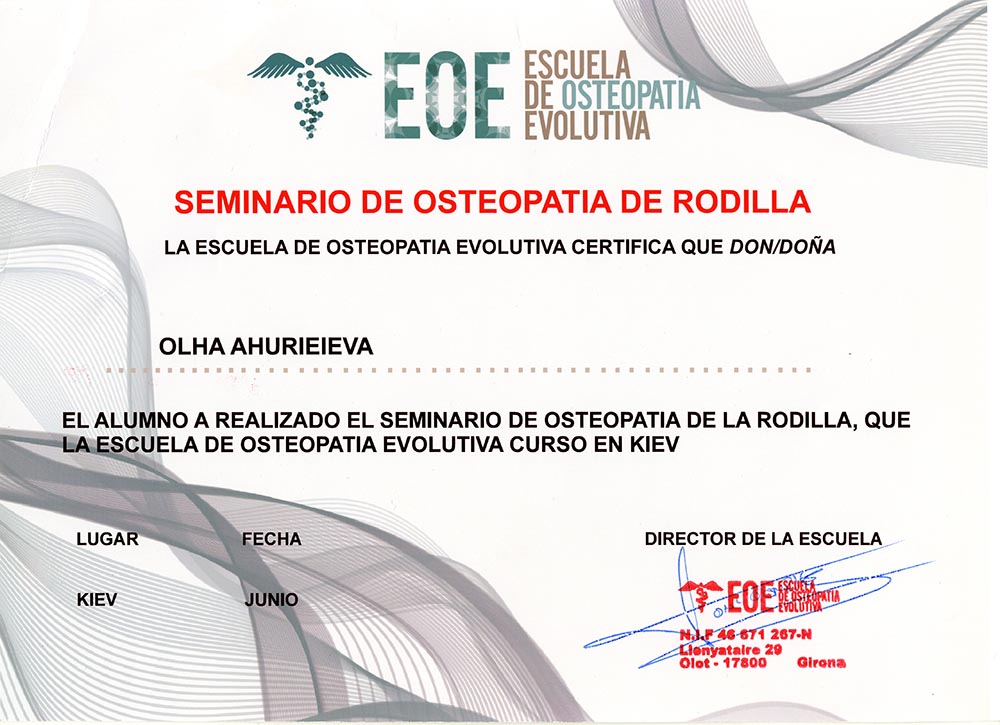 EOE ESCUELA
DE OSTEOPATIA
EVOLUTIVA
SEMINARIO DE OSTEOPATIA DE RODILLA
LA ESCUELA DE OSTEOPATIA EVOLUTIVA CERTIFICA QUE DON/DOÑA
OLHA AHURIEIEVA
EL ALUMNO A REALIZADO EL SEMINARIO DE OSTEOPATIA DE LA RODILLA, QUE
LA ESCUELA DE OSTEOPATIA EVOLUTIVA CURSO EN KIEV
LUGAR FECHA DIRECTOR DE LA ESCUELA
KIEV JUNIO
EOE ESCUELA
DE OSTEOPATIA
EVOLUTIVA
N.I.F 46 671 267-N
Llenyataire 29
Olot - 17800 Girona